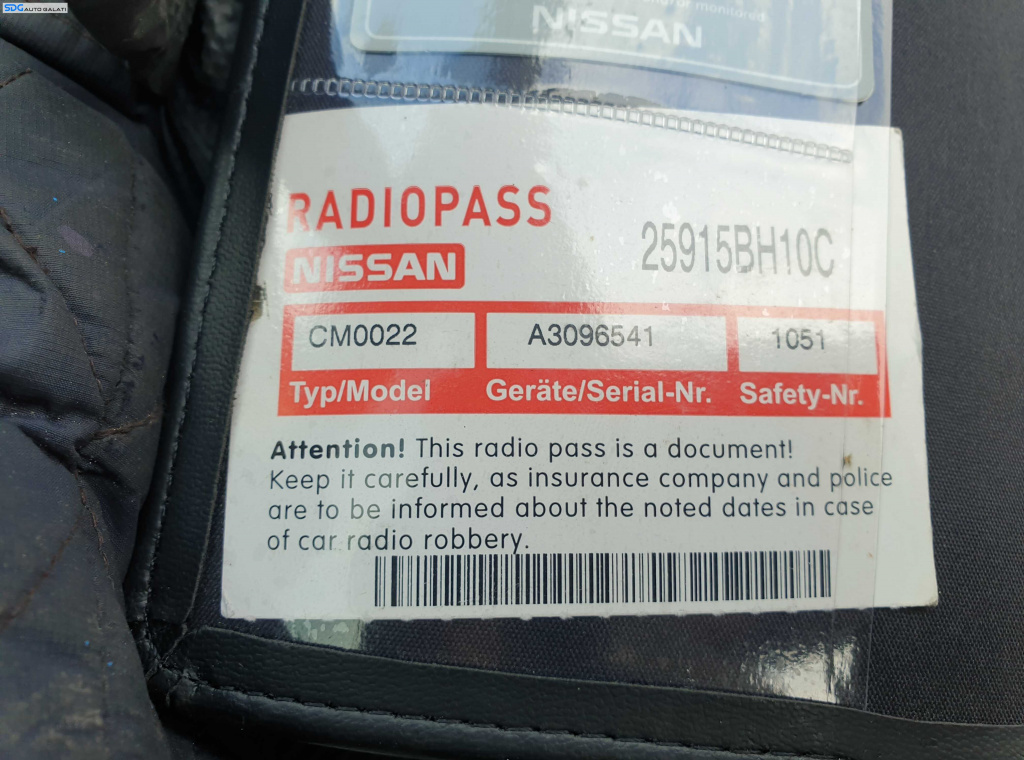 SDG AUTO GALATI
or monitored
NISSAN
RADIOPASS
NISSAN
25915BH10C
CM0022 A3096541 1051
Typ/Model Geräte/Serial-Nr. Safety-Nr.
Attention! This radio pass is a document!
Keep it carefully, as insurance company and police
are to be informed about the noted dates in case
of car radio robbery.